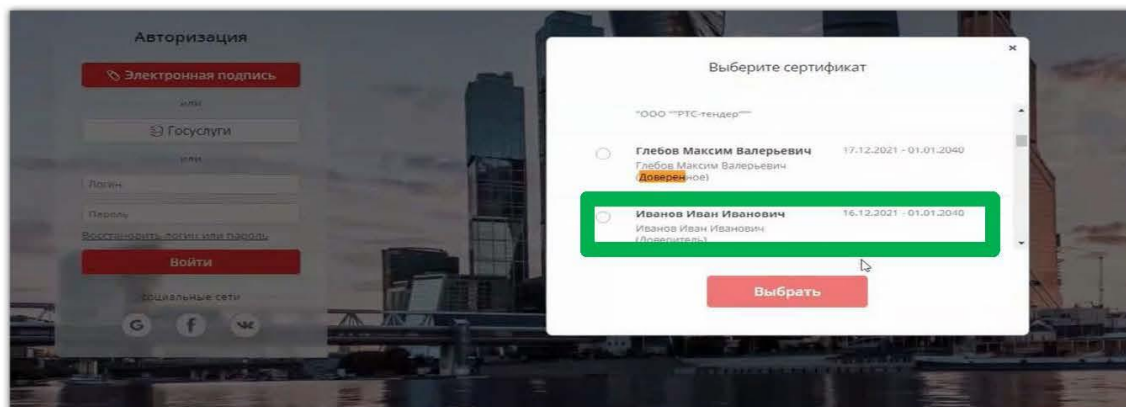 Авторизация
Электронная подпись
или
Госуслуги
или
Логин
Пароль
Восстановить логин или пароль
Войти
социальные сети
G f
×
Выберите сертификат
"ООО ""РТС-тендер"""
Глебов Максим Валерьевич 17.12.2021 - 01.01.2040
Глебов Максим Валерьевич
(Доверенное)
Иванов Иван Иванович 16.12.2021 - 01.01.2040
Иванов Иван Иванович
(Доверитель)
Выбрать